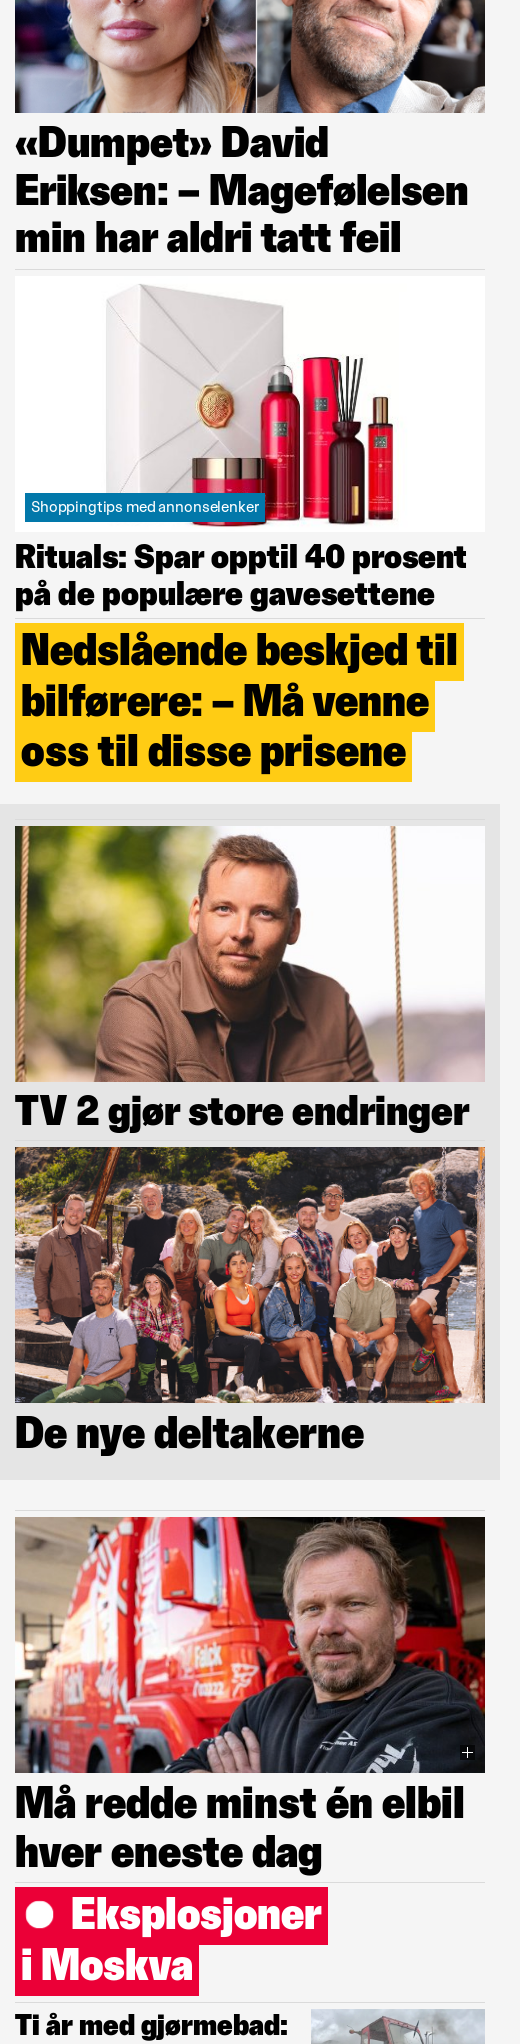 «Dumpet» David
Eriksen: – Magefølelsen
min har aldri tatt feil
Shoppingtips med annonselenker
Rituals: Spar opptil 40 prosent
på de populære gavesettene
Nedslående beskjed til
bilførere: – Må venne
oss til disse prisene
TV 2 gjør store endringer
De nye deltakerne
Falck
Må redde minst én elbil
hver eneste dag
Eksplosjoner
i Moskva
Ti år med gjørmebad: